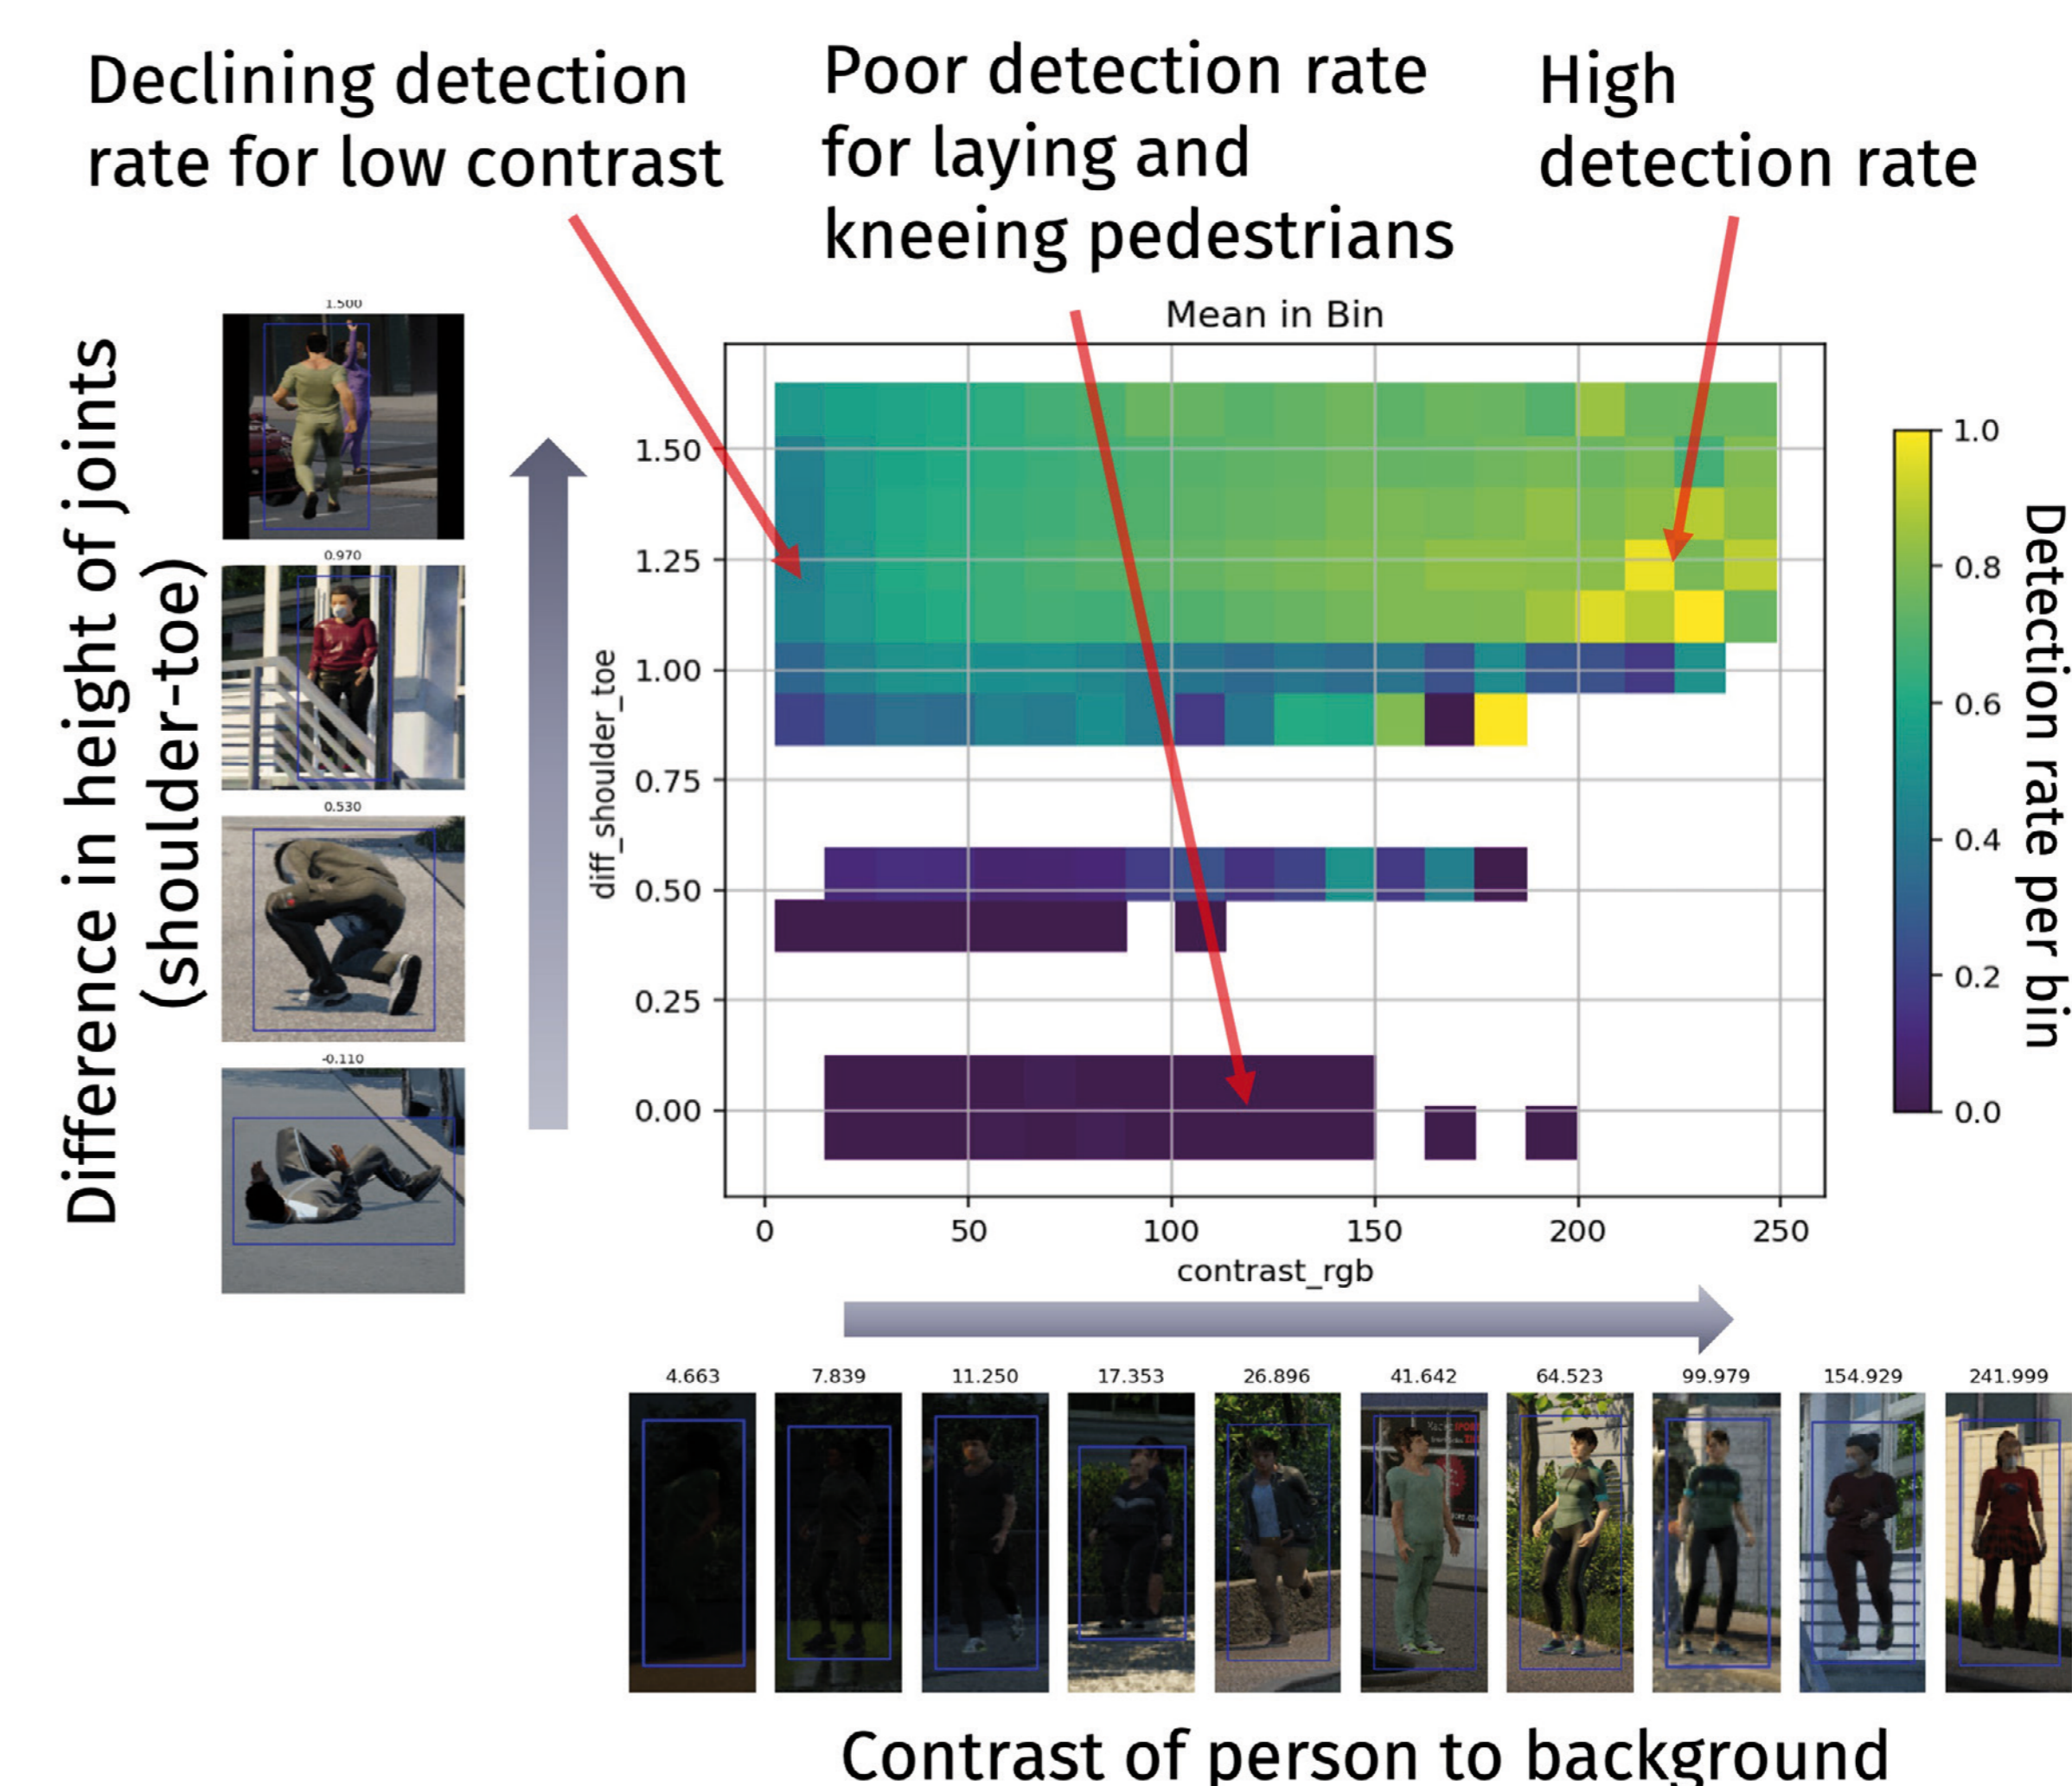 Declining detection
rate for low contrast
Poor detection rate
for laying and
kneeing pedestrians
High
detection rate
Difference in height of joints
(shoulder-toe)
1.500
0.970
0.530
-0.110
Mean in Bin
diff_shoulder_toe
1.50
1.25
1.00
0.75
0.50
0.25
0.00
0
50
100
150
200
250
contrast_rgb
1.0
0.8
0.6
0.4
0.2
0.0
Detection rate per bin
4.663
7.839
11.250
17.353
26.896
41.642
64.523
99.979
154.929
241.999
Contrast of person to background